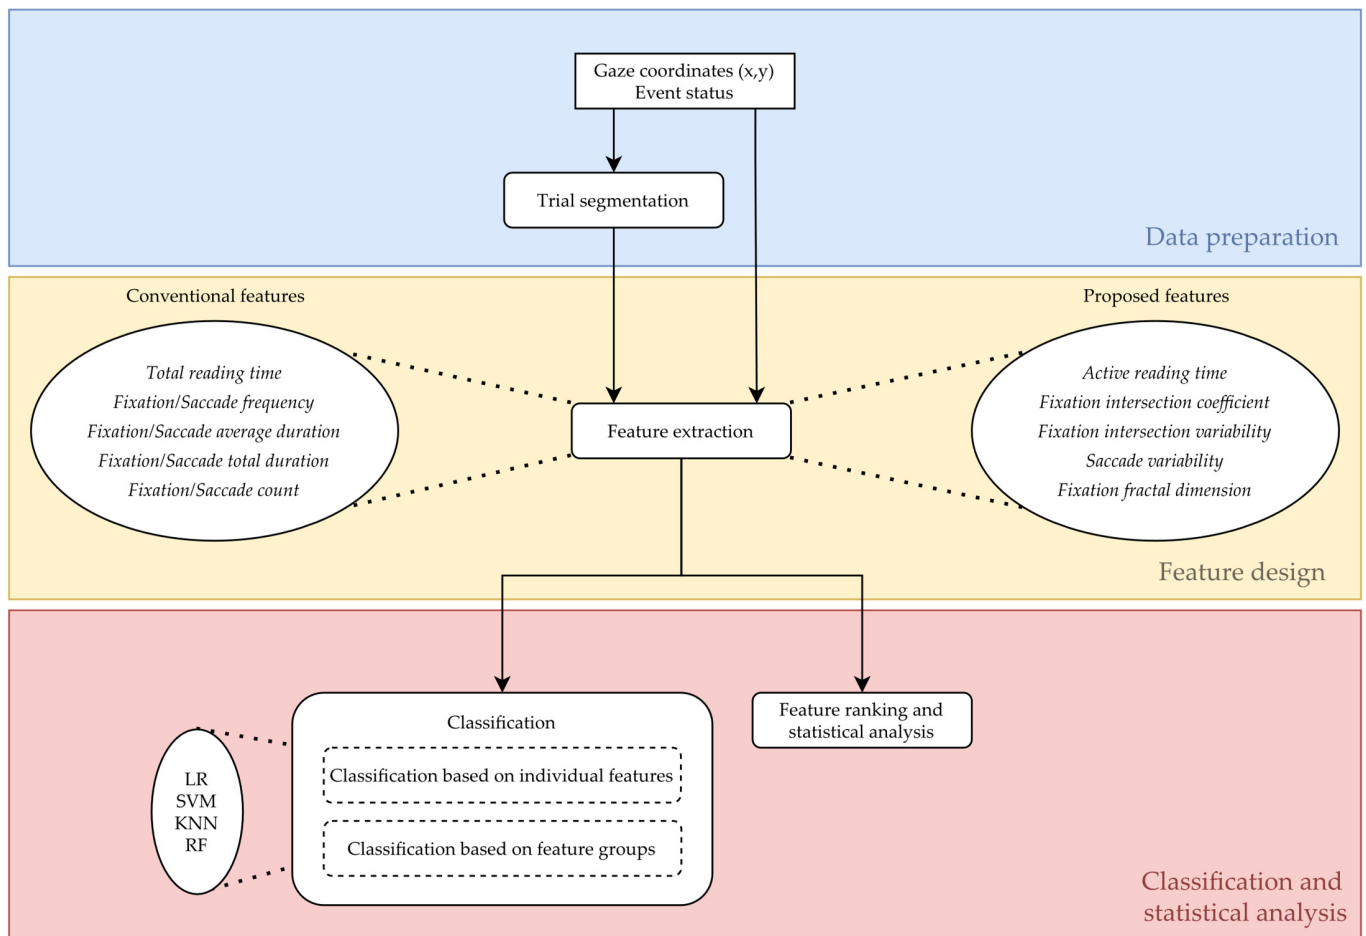 Gaze coordinates (x,y)
Event status
Trial segmentation
Data preparation
Conventional features
Proposed features
Total reading time
Fixation/Saccade frequency
Fixation/Saccade average duration
Fixation/Saccade total duration
Fixation/Saccade count
Feature extraction
Active reading time
Fixation intersection coefficient
Fixation intersection variability
Saccade variability
Fixation fractal dimension
Feature design
Classification
Classification based on individual features
Classification based on feature groups
LR
SVM
KNN
RF
Feature ranking and
statistical analysis
Classification and
statistical analysis